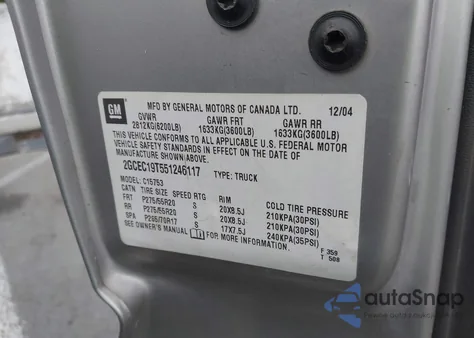 GM
MFD BY GENERAL MOTORS OF CANADA LTD. 12/04
GVWR GAWR FRT GAWR RR
2812KG(6200LB) 1633KG(3600LB) 1633KG(3600LB)
THIS VEHICLE CONFORMS TO ALL APPLICABLE U.S. FEDERAL MOTOR
VEHICLE SAFETY STANDARDS IN EFFECT ON THE DATE OF
MANUFACTURE SHOWN ABOVE.
2GCEC19T551246117 TYPE: TRUCK
MODEL: C15753
CATN TIRE SIZE SPEED RTG RIM COLD TIRE PRESSURE
FRT P275/55R20 S 20X8.5J 210KPA(30PSI)
RR P275/55R20 S 20X8.5J 210KPA(30PSI)
SPA P265/70R17 S 17X7.5J 240KPA(35PSI)
SEE OWNER'S MANUAL FOR MORE INFORMATION. F 359
T 508
autoSnap